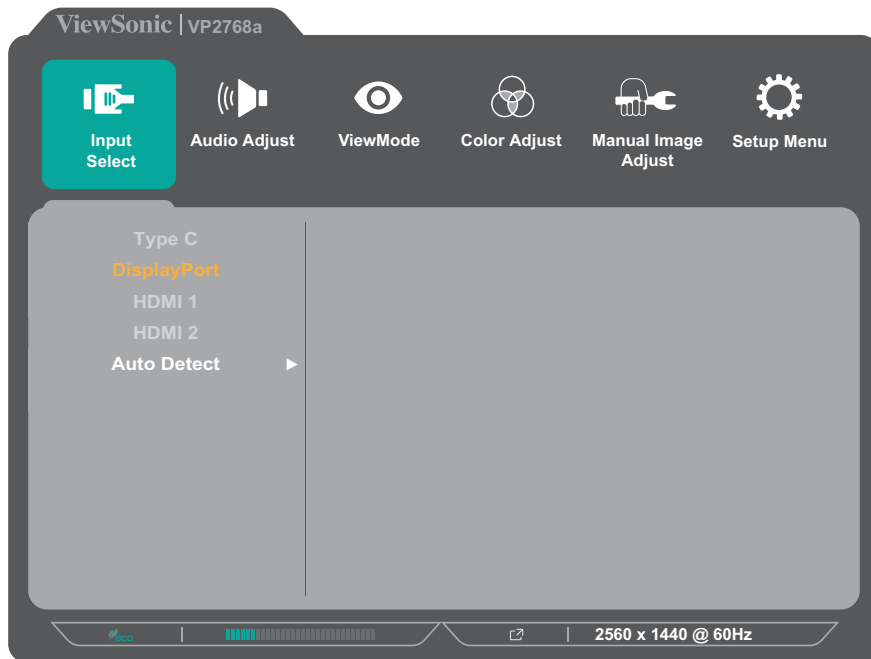 ViewSonic | VP2768a
Input
Select
Audio Adjust
ViewMode
Color Adjust
Manual Image
Adjust
Setup Menu
Type C
DisplayPort
HDMI 1
HDMI 2
Auto Detect
eco
2560 x 1440 @ 60Hz